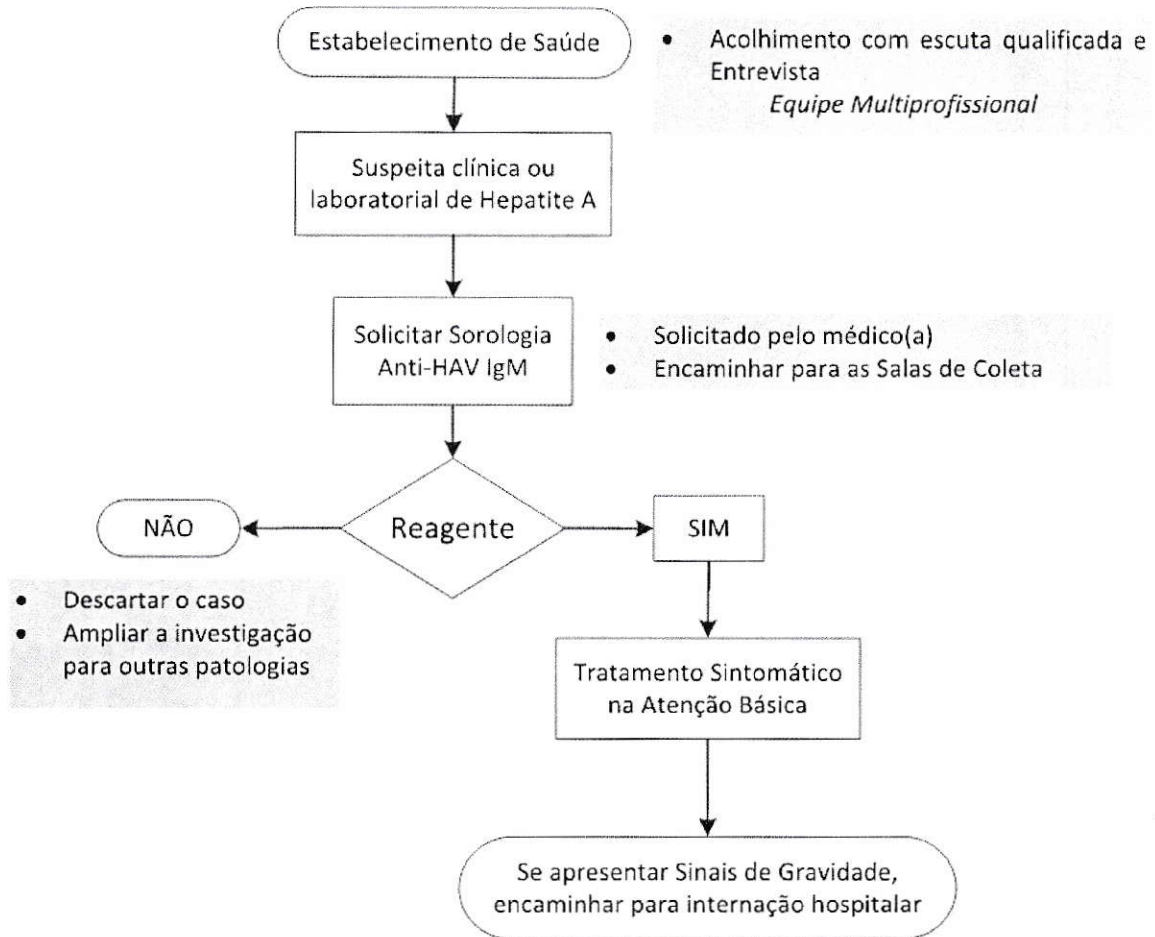 Estabelecimento de Saúde
• Acolhimento com escuta qualificada e
Entrevista
Equipe Multiprofissional
Suspeita clínica ou
laboratorial de Hepatite A
Solicitar Sorologia
Anti-HAV IgM
• Solicitado pelo médico(a)
• Encaminhar para as Salas de Coleta
NÃO
Reagente
SIM
• Descartar o caso
• Ampliar a investigação
para outras patologias
Tratamento Sintomático
na Atenção Básica
Se apresentar Sinais de Gravidade,
encaminhar para internação hospitalar